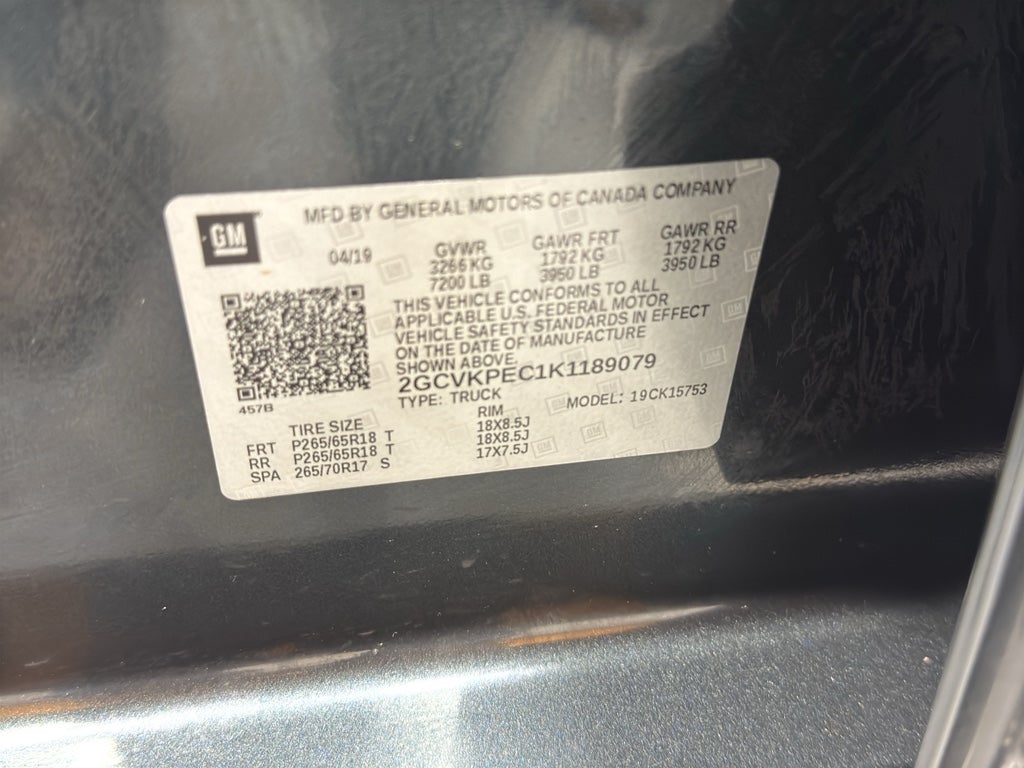 GM
MFD BY GENERAL MOTORS OF CANADA COMPANY
04/19
GVWR
3266 KG
7200 LB
GAWR FRT
1792 KG
3950 LB
GAWR RR
1792 KG
3950 LB
THIS VEHICLE CONFORMS TO ALL
APPLICABLE U.S. FEDERAL MOTOR
VEHICLE SAFETY STANDARDS IN EFFECT
ON THE DATE OF MANUFACTURE
SHOWN ABOVE.
2GCVKPEC1K1189079
TYPE: TRUCK
MODEL: 19CK15753
457B
TIRE SIZE RIM
FRT P265/65R18 T 18X8.5J
RR P265/65R18 T 18X8.5J
SPA 265/70R17 S 17X7.5J